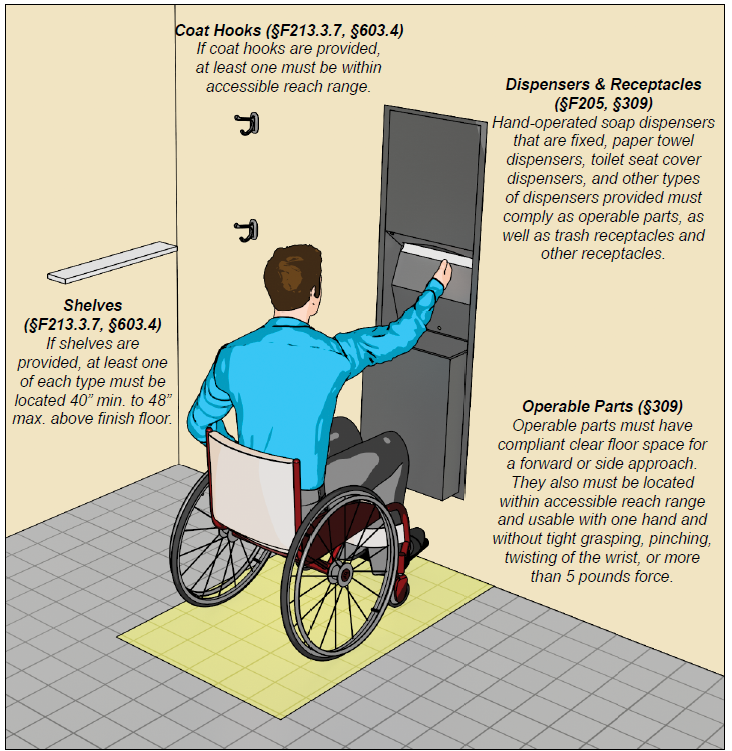 Coat Hooks (§F213.3.7, §603.4)
If coat hooks are provided,
at least one must be within
accessible reach range.
Dispensers & Receptacles
(§F205, §309)
Hand-operated soap dispensers
that are fixed, paper towel
dispensers, toilet seat cover
dispensers, and other types
of dispensers provided must
comply as operable parts, as
well as trash receptacles and
other receptacles.
Shelves
(§F213.3.7, §603.4)
If shelves are
provided, at least one
of each type must be
located 40” min. to 48”
max. above finish floor.
Operable Parts (§309)
Operable parts must have
compliant clear floor space for
a forward or side approach.
They also must be located
within accessible reach range
and usable with one hand and
without tight grasping, pinching,
twisting of the wrist, or more
than 5 pounds force.